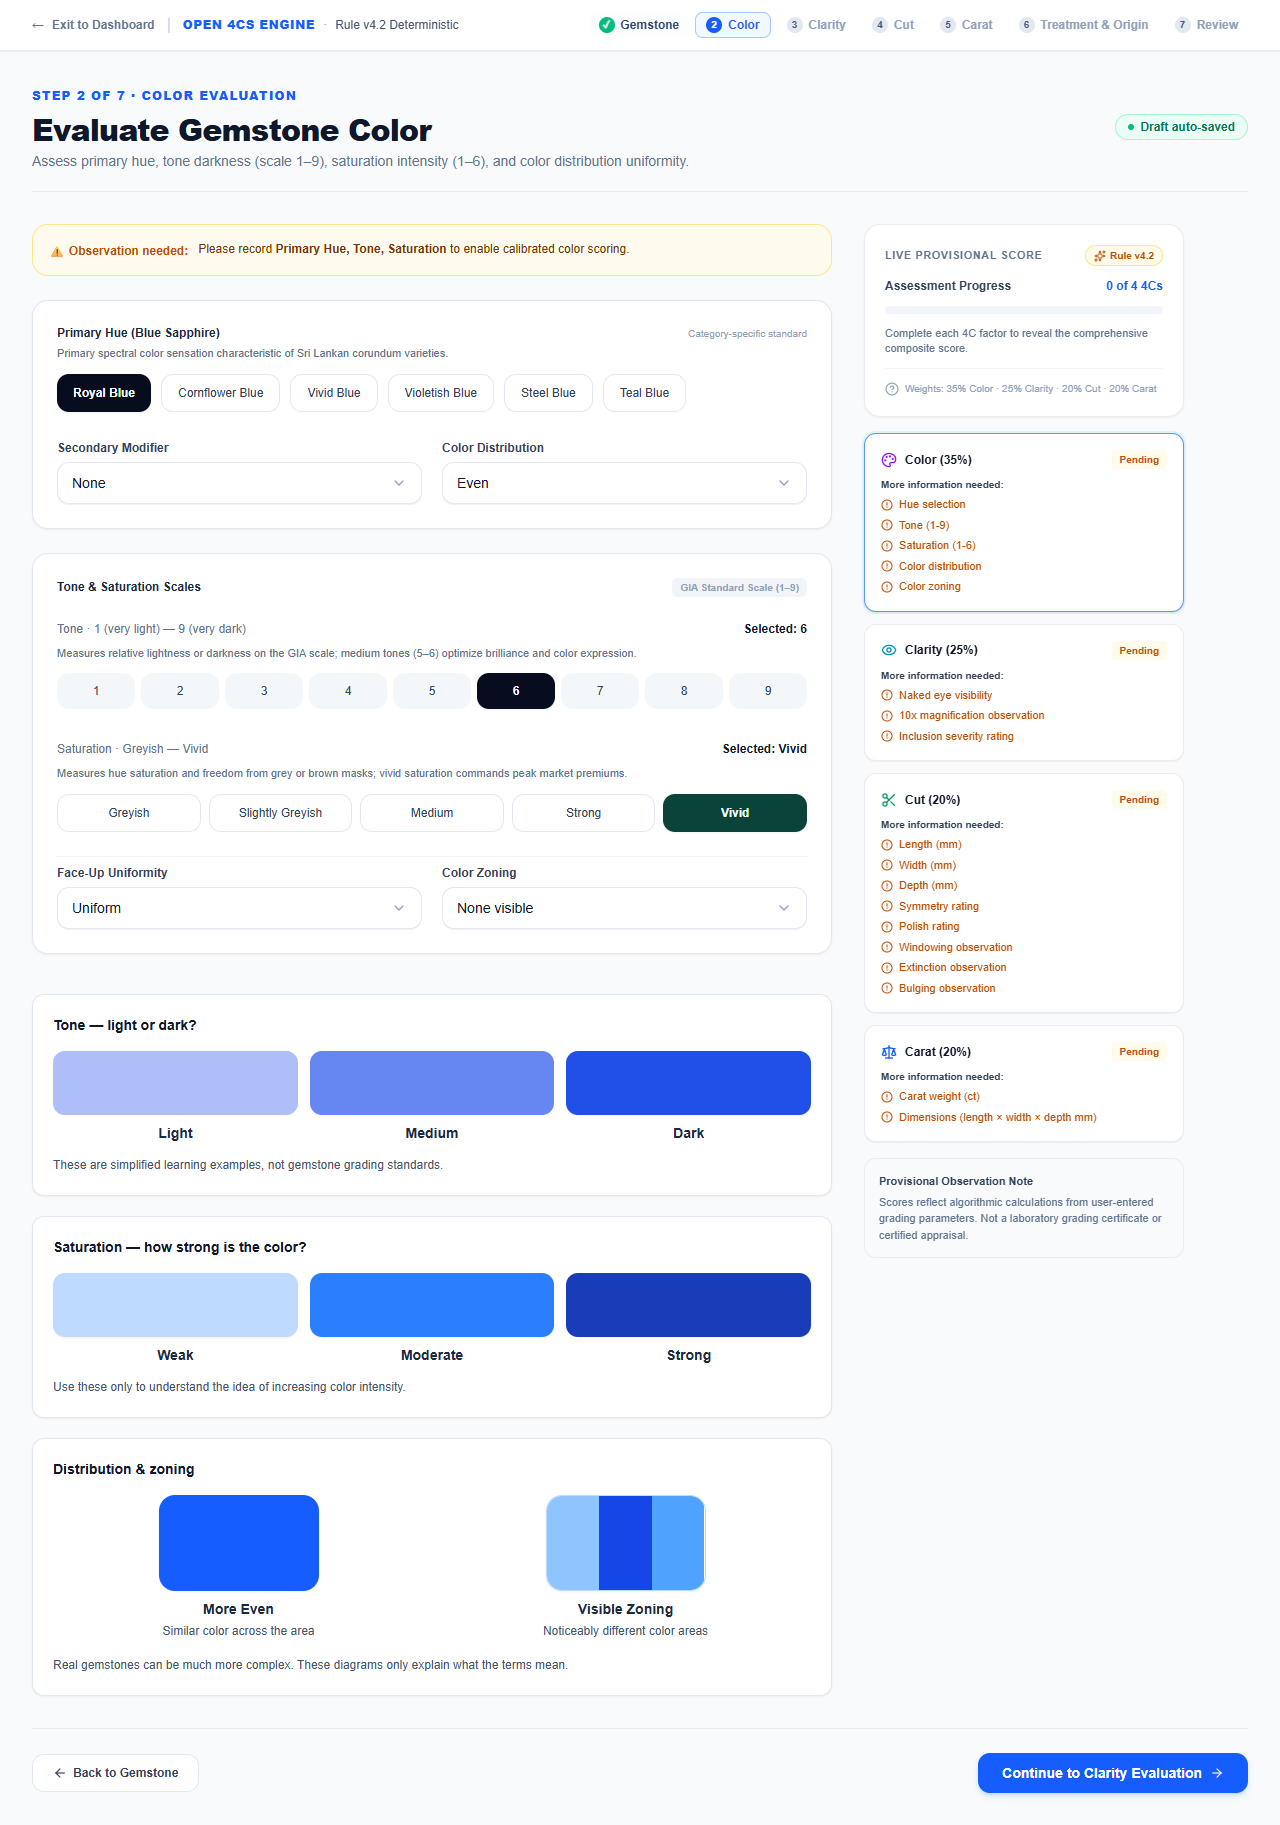 ← Exit to Dashboard | OPEN 4CS ENGINE · Rule v4.2 Deterministic
Gemstone 2 Color 3 Clarity 4 Cut 5 Carat 6 Treatment & Origin 7 Review
STEP 2 OF 7 · COLOR EVALUATION
Evaluate Gemstone Color
Draft auto-saved
Assess primary hue, tone darkness (scale 1–9), saturation intensity (1–6), and color distribution uniformity.
Observation needed: Please record Primary Hue, Tone, Saturation to enable calibrated color scoring.
Primary Hue (Blue Sapphire)
Category-specific standard
Primary spectral color sensation characteristic of Sri Lankan corundum varieties.
Royal Blue Cornflower Blue Vivid Blue Violetish Blue Steel Blue Teal Blue
Secondary Modifier Color Distribution
None Even
Tone & Saturation Scales
GIA Standard Scale (1–9)
Tone · 1 (very light) — 9 (very dark)
Selected: 6
Measures relative lightness or darkness on the GIA scale; medium tones (5–6) optimize brilliance and color expression.
1 2 3 4 5 6 7 8 9
Saturation · Greyish — Vivid
Selected: Vivid
Measures hue saturation and freedom from grey or brown masks; vivid saturation commands peak market premiums.
Greyish Slightly Greyish Medium Strong Vivid
Face-Up Uniformity Color Zoning
Uniform None visible
Tone — light or dark?
Light Medium Dark
These are simplified learning examples, not gemstone grading standards.
Saturation — how strong is the color?
Weak Moderate Strong
Use these only to understand the idea of increasing color intensity.
Distribution & zoning
More Even Visible Zoning
Similar color across the area Noticeably different color areas
Real gemstones can be much more complex. These diagrams only explain what the terms mean.
LIVE PROVISIONAL SCORE
Rule v4.2
Assessment Progress 0 of 4 4Cs
Complete each 4C factor to reveal the comprehensive
composite score.
Weights: 35% Color · 25% Clarity · 20% Cut · 20% Carat
Color (35%) Pending
More information needed:
Hue selection
Tone (1-9)
Saturation (1-6)
Color distribution
Color zoning
Clarity (25%) Pending
More information needed:
Naked eye visibility
10x magnification observation
Inclusion severity rating
Cut (20%) Pending
More information needed:
Length (mm)
Width (mm)
Depth (mm)
Symmetry rating
Polish rating
Windowing observation
Extinction observation
Bulging observation
Carat (20%) Pending
More information needed:
Carat weight (ct)
Dimensions (length × width × depth mm)
Provisional Observation Note
Scores reflect algorithmic calculations from user-entered
grading parameters. Not a laboratory grading certificate or
certified appraisal.
← Back to Gemstone
Continue to Clarity Evaluation →